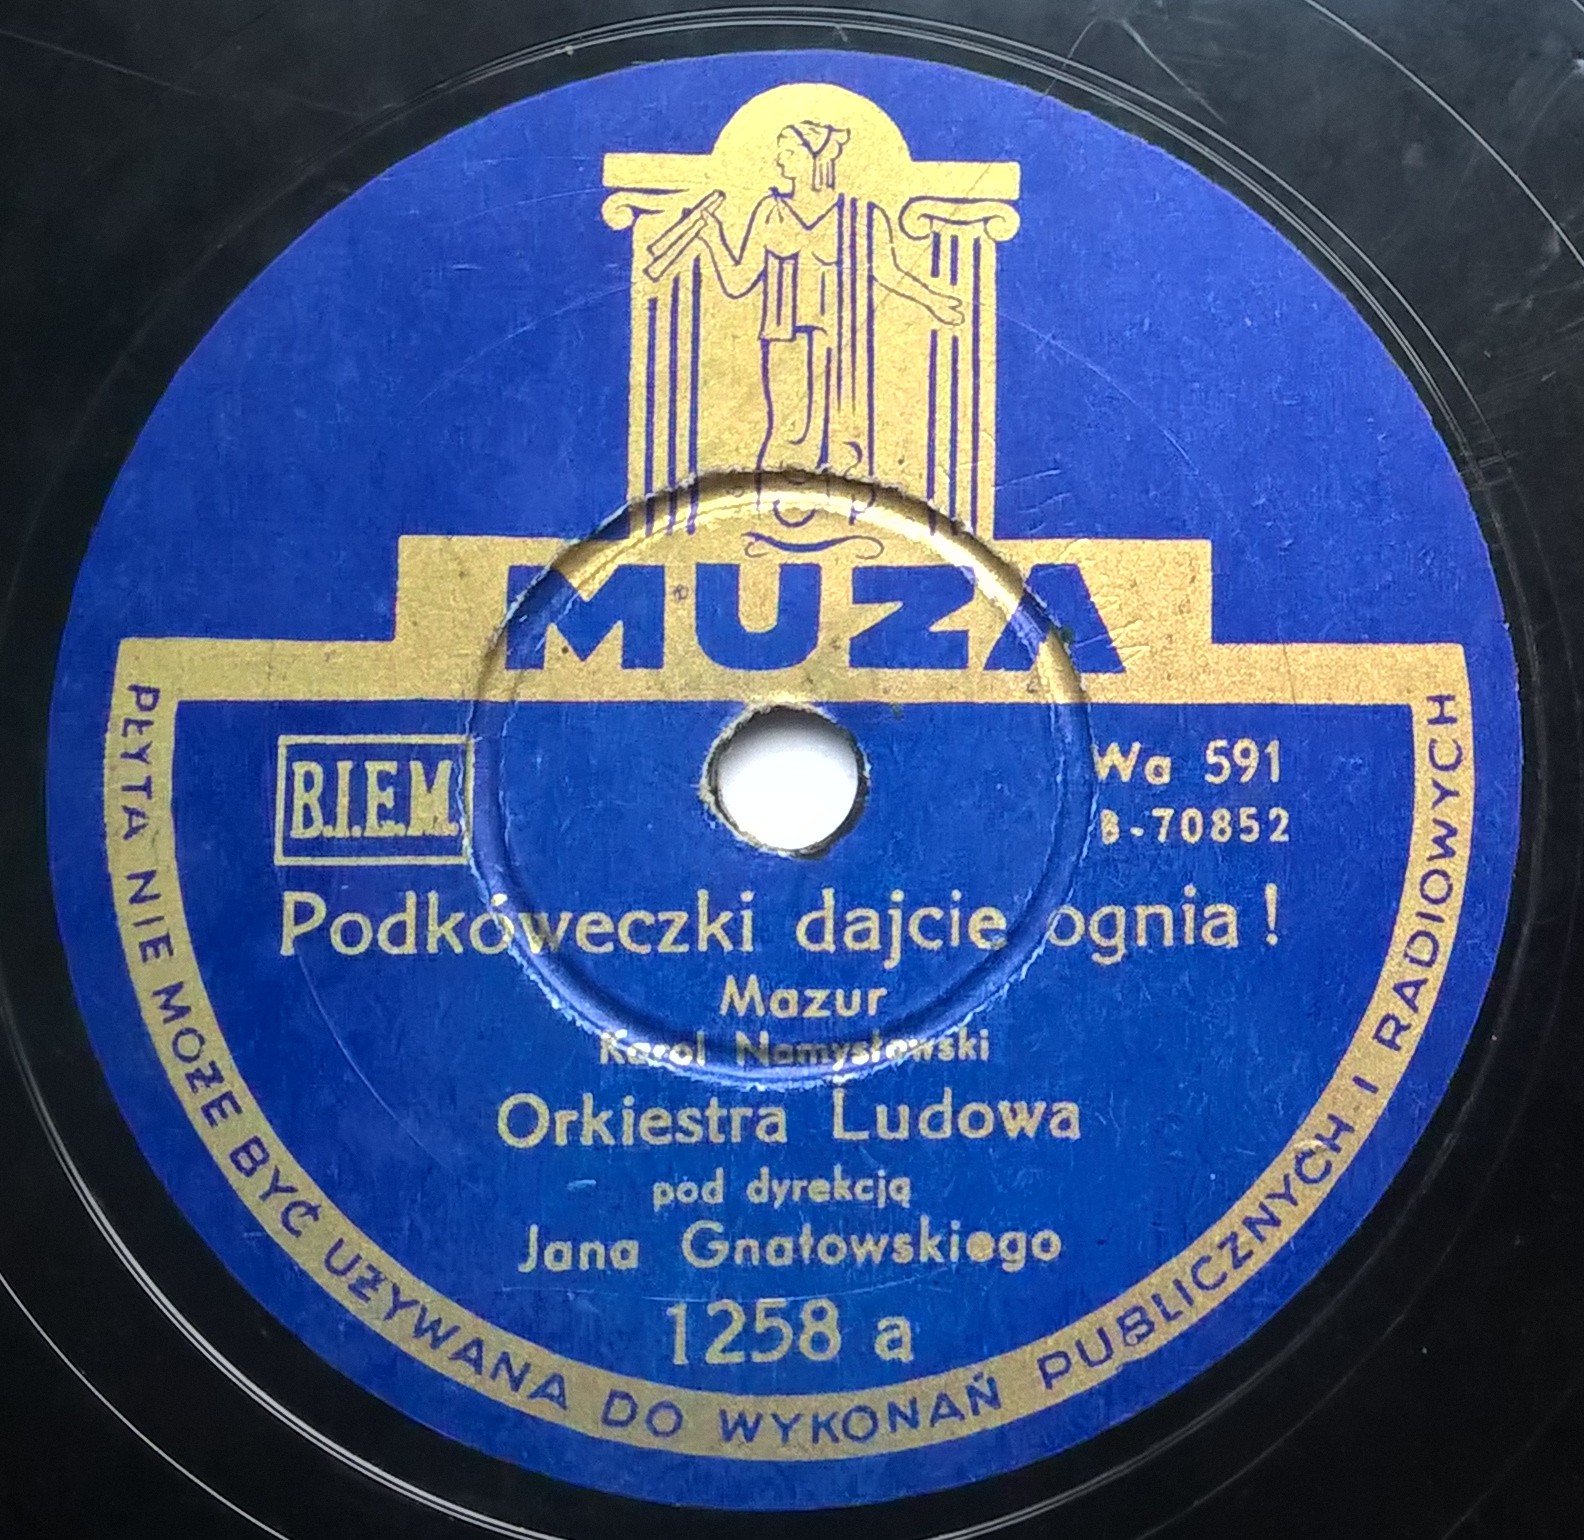 MUZA
B.I.E.M.
Wa 591
B-70852
Podkóweczki dajcie ognia!
Mazur
Karol Namysłowski
Orkiestra Ludowa
pod dyrekcją
Jana Gnatowskiego
1258 a
PŁYTA NIE MOŻE BYĆ UŻYWANA DO WYKONAŃ PUBLICZNYCH I RADIOWYCH